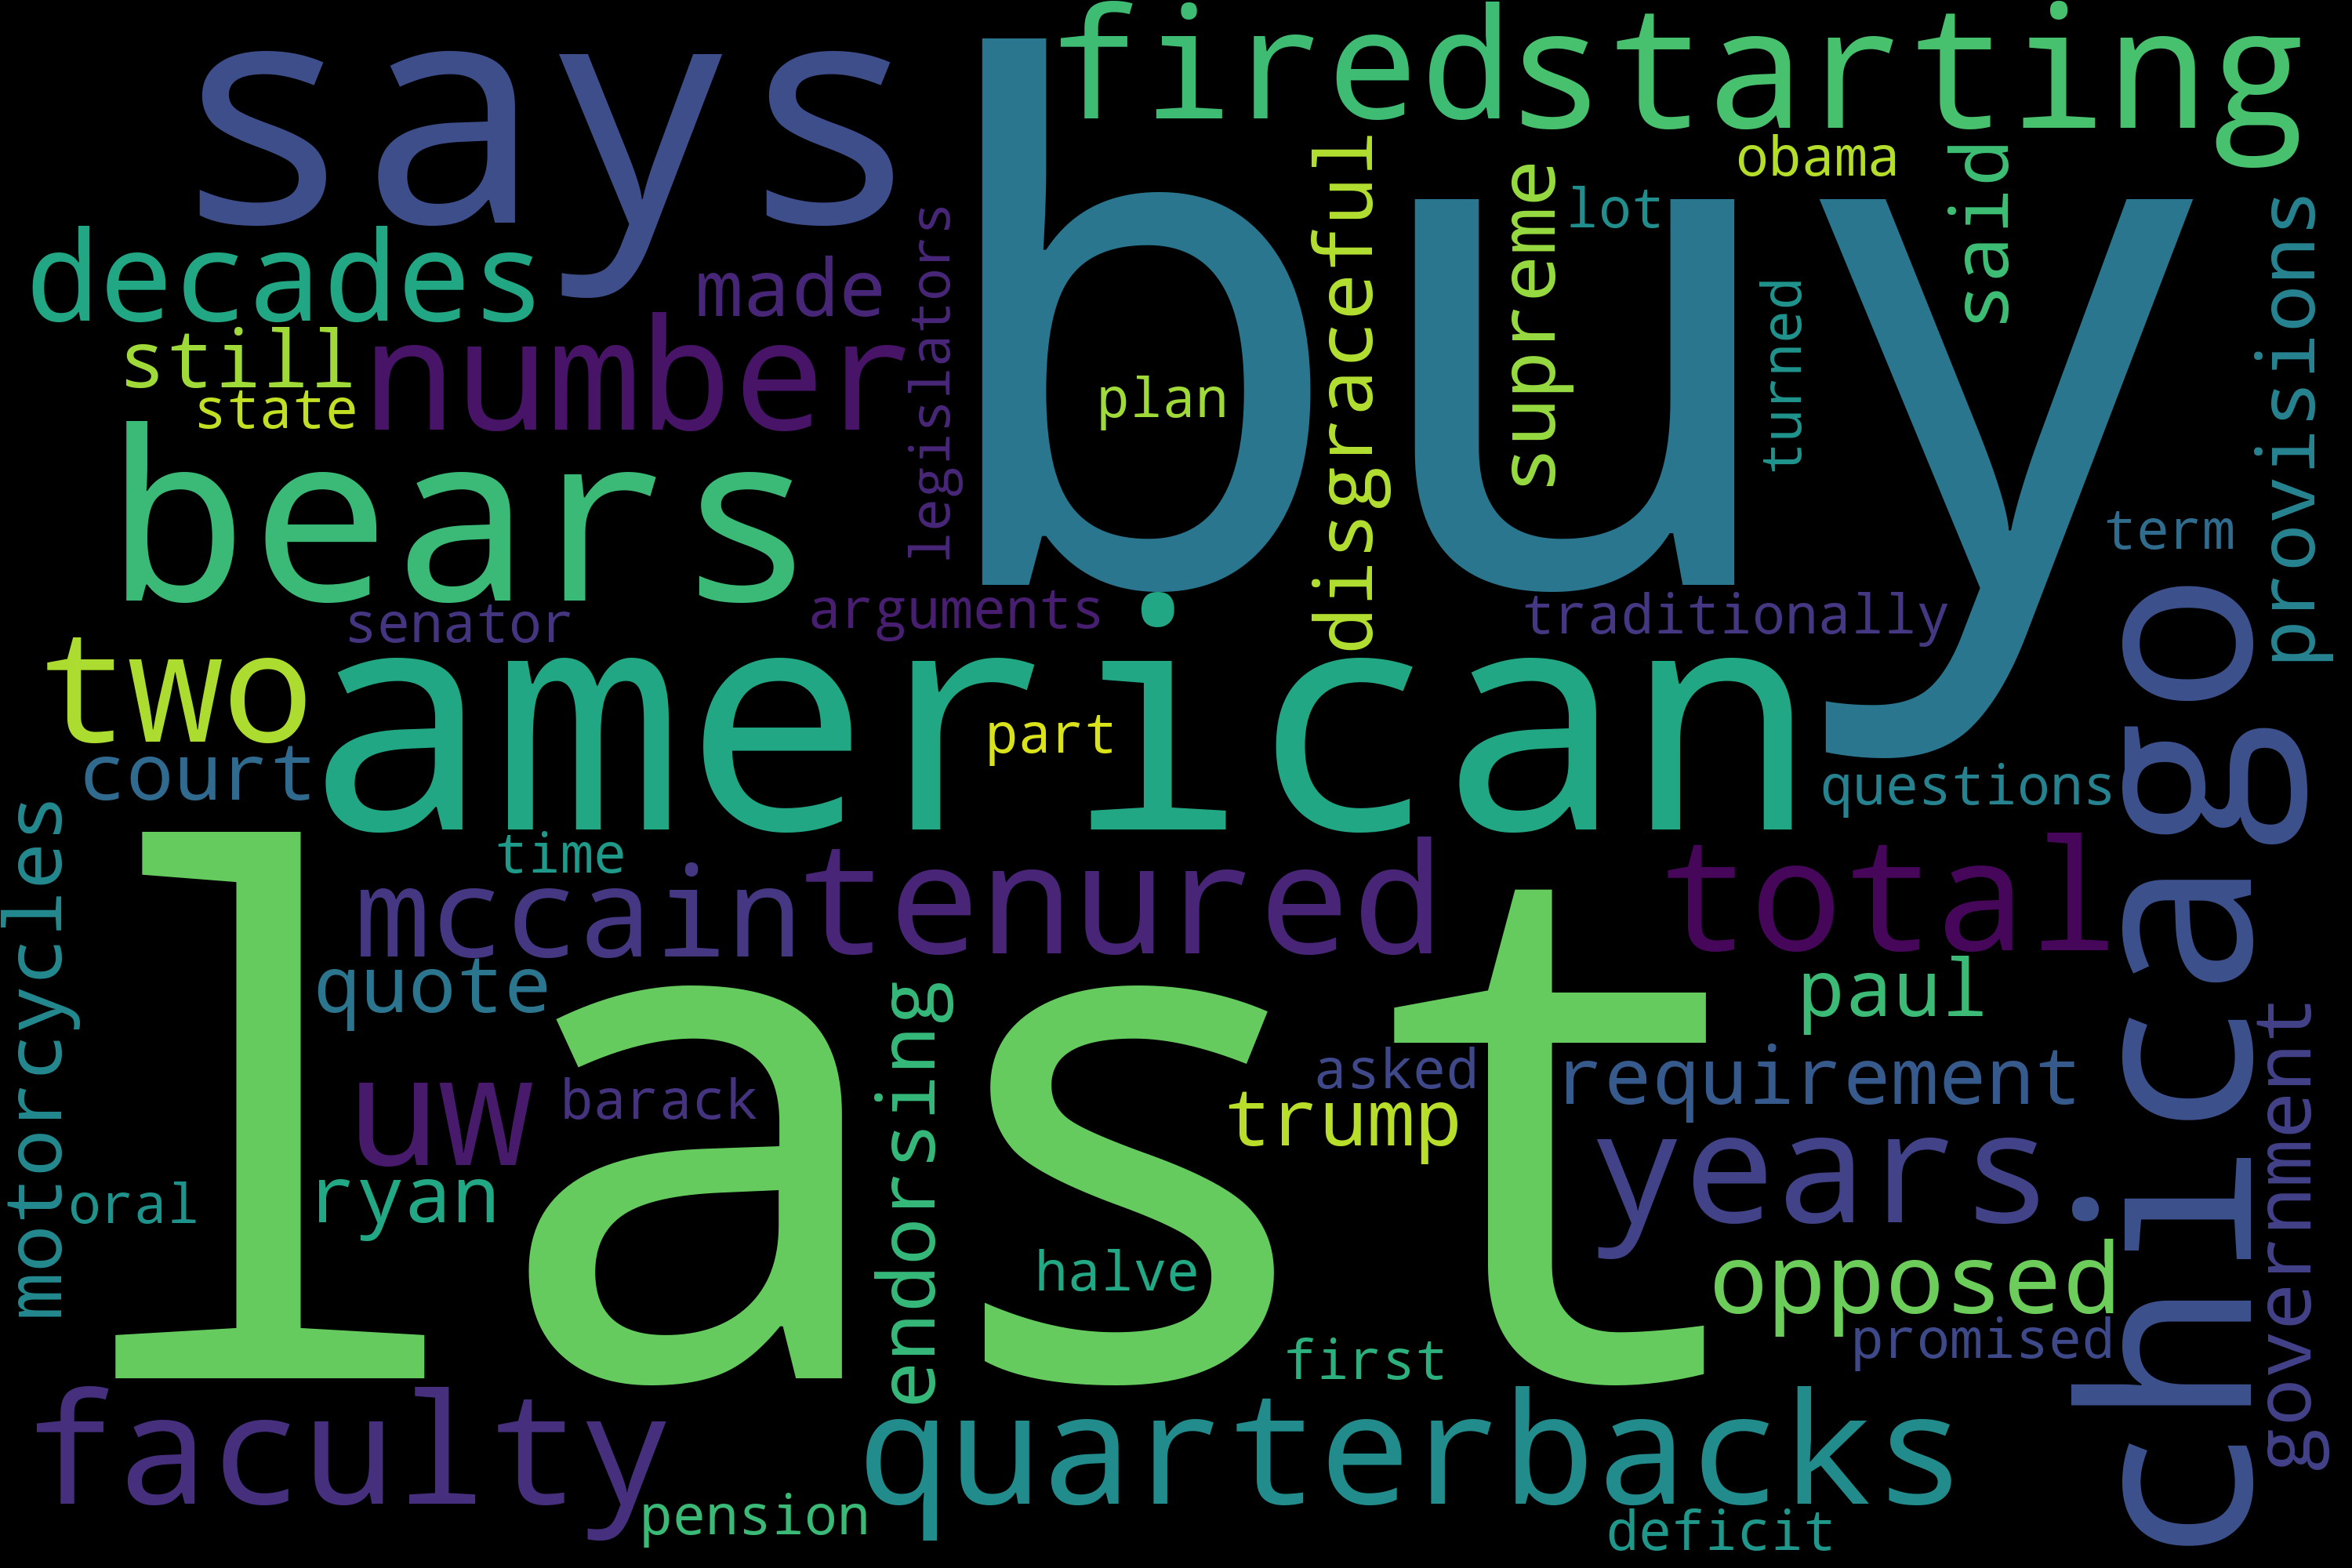 says
buy
fired
starting
obama
said
lot
supreme
disgraceful
provisions
decades
made
legislators
turned
still
state
number
plan
bears
term
senator
arguments
traditionally
two
american
part
court
questions
chicago
motorcycles
time
last
mccain
tenured
total
quote
paul
endorsing
government
uw
barack
asked
requirement
trump
years
oral
ryan
halve
opposed
promised
first
faculty
quarterbacks
pension
deficit